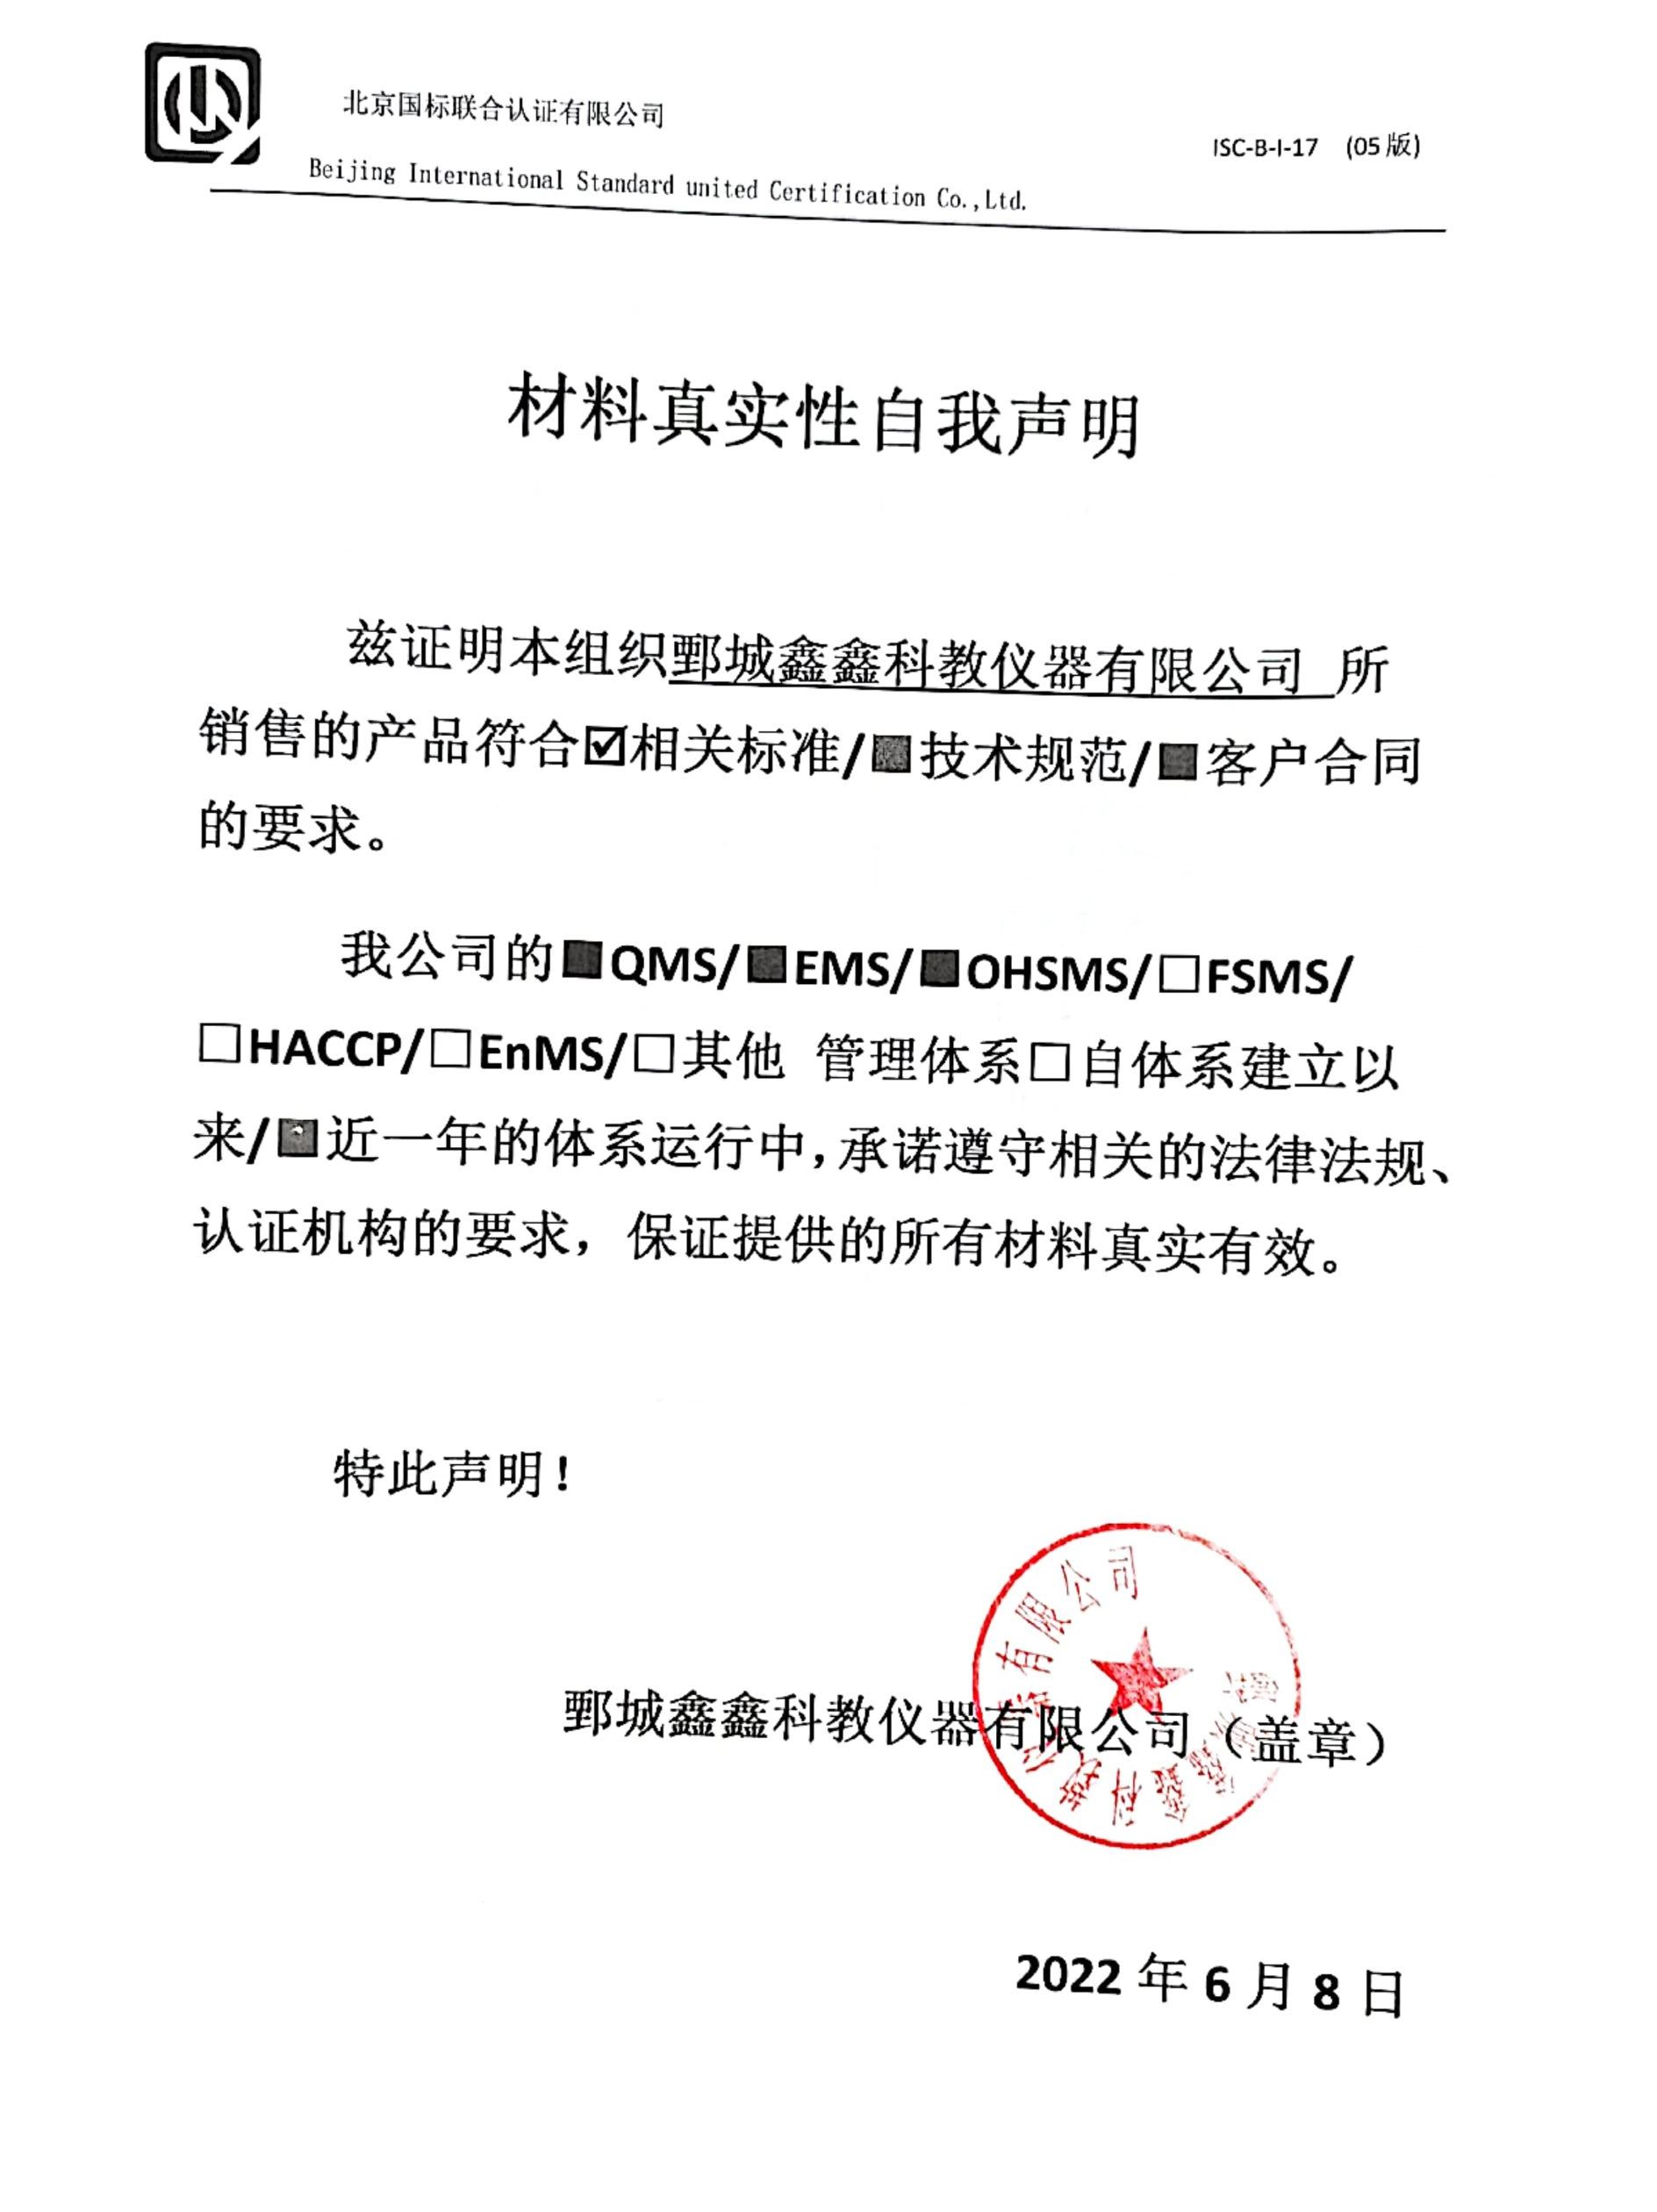 北京国标联合认证有限公司
ISC-B-I-17 (05版)
Beijing International Standard united Certification Co.,Ltd.
材料真实性自我声明
兹证明本组织鄄城鑫鑫科教仪器有限公司 所
销售的产品符合☑相关标准/■技术规范/■客户合同
的要求。
我公司的■QMS/■EMS/■OHSMS/□FSMS/
□HACCP/□EnMS/□其他 管理体系□自体系建立以
来/■近一年的体系运行中,承诺遵守相关的法律法规、
认证机构的要求，保证提供的所有材料真实有效。
特此声明！
鄄城鑫鑫科教仪器有限公司（盖章）
鄄城鑫鑫科教仪器有限公司
2022年6月8日